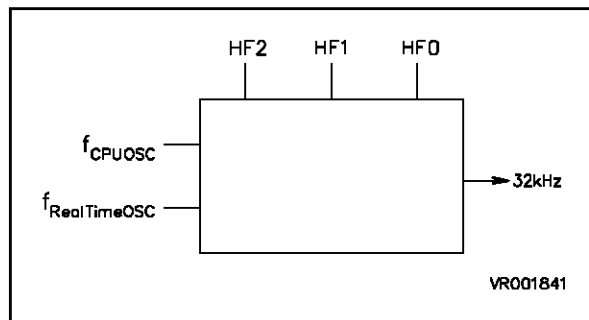 HF2 HF1 HF0
fCPUOSC
fRealTimeOSC
32kHz
VR001841